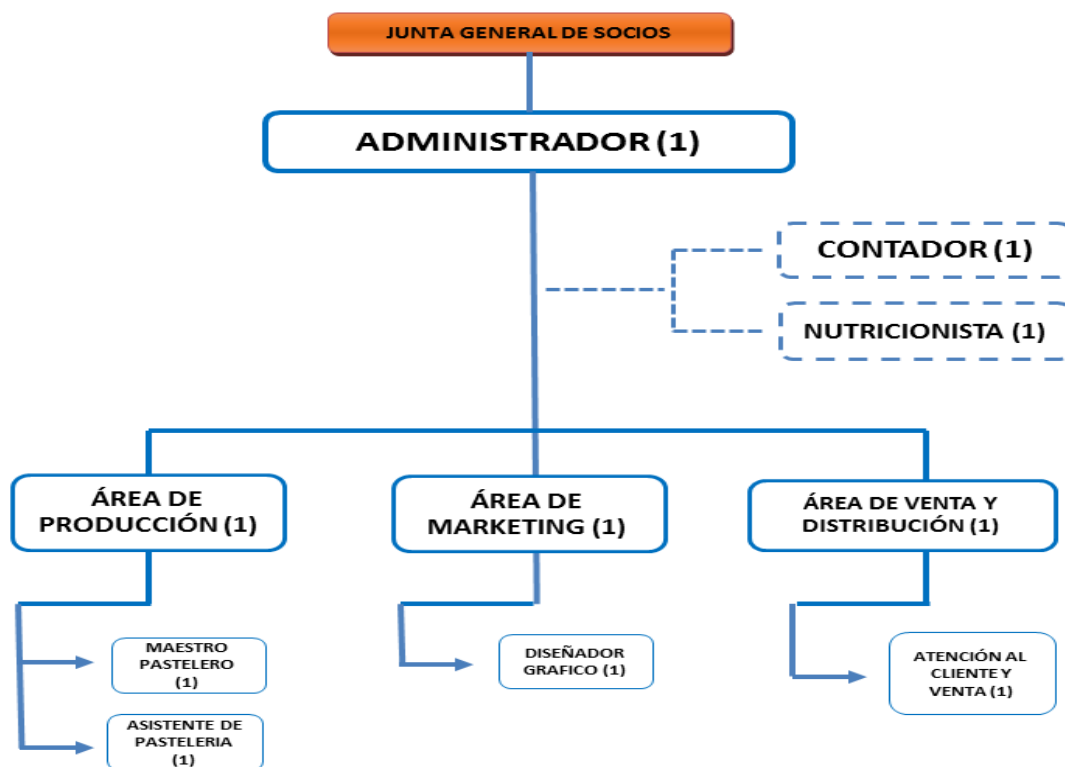 JUNTA GENERAL DE SOCIOS
ADMINISTRADOR (1)
CONTADOR (1)
NUTRICIONISTA (1)
ÁREA DE
PRODUCCIÓN (1)
ÁREA DE
MARKETING (1)
ÁREA DE VENTA Y
DISTRIBUCIÓN (1)
MAESTRO
PASTELERO
(1)
ASISTENTE DE
PASTELERIA
(1)
DISEÑADOR
GRAFICO (1)
ATENCIÓN AL
CLIENTE Y
VENTA (1)